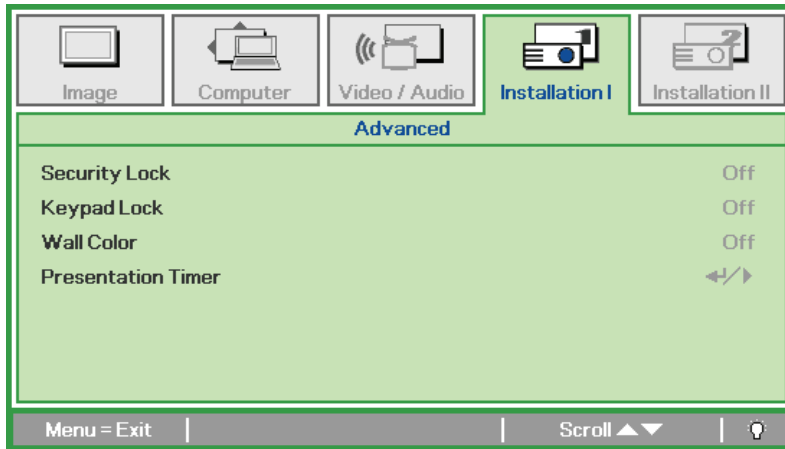 Image Computer Video / Audio Installation I Installation II
Advanced
Security Lock Off
Keypad Lock Off
Wall Color Off
Presentation Timer
Menu = Exit Scroll